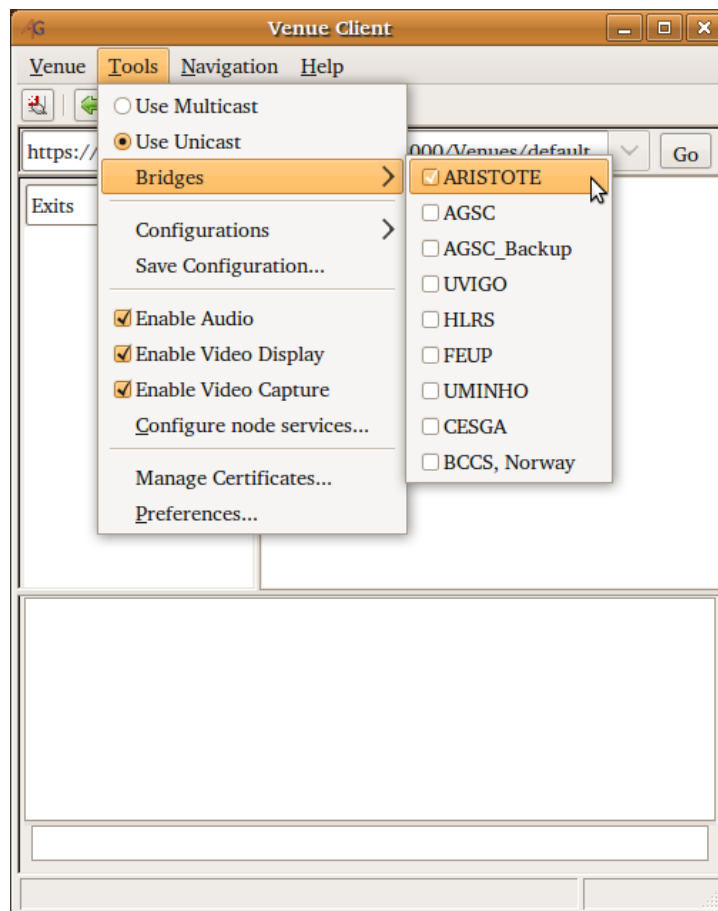 AG Venue Client
Venue Tools Navigation Help
Use Multicast
Use Unicast
https:// 000/Venues/default Go
Bridges
Exits
Configurations
Save Configuration...
Enable Audio
Enable Video Display
Enable Video Capture
Configure node services...
Manage Certificates...
Preferences...
ARISTOTE
AGSC
AGSC_Backup
UVIGO
HLRS
FEUP
UMINHO
CESGA
BCCS, Norway